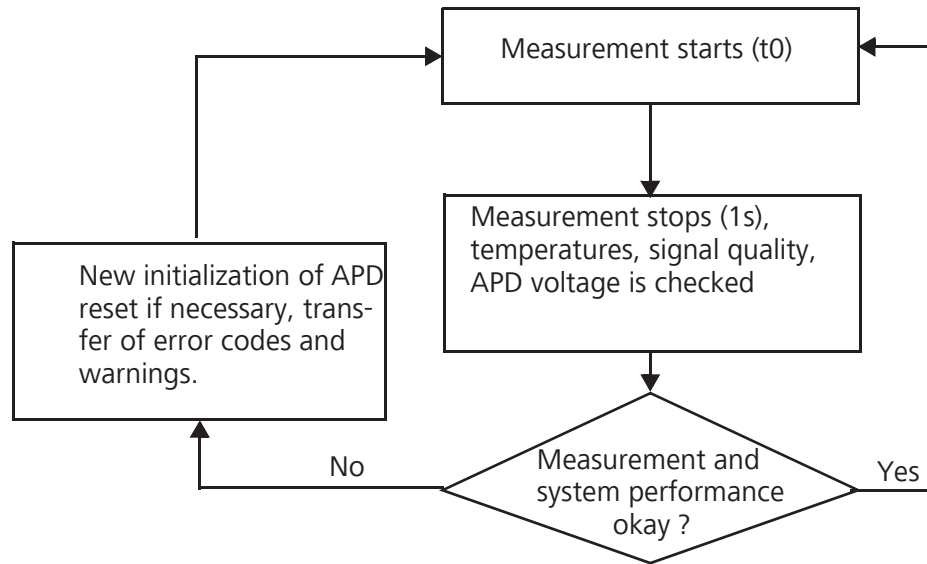 Measurement starts (t0)
Measurement stops (1s),
temperatures, signal quality,
APD voltage is checked
New initialization of APD
reset if necessary, trans-
fer of error codes and
warnings.
No
Measurement and
system performance
okay ?
Yes